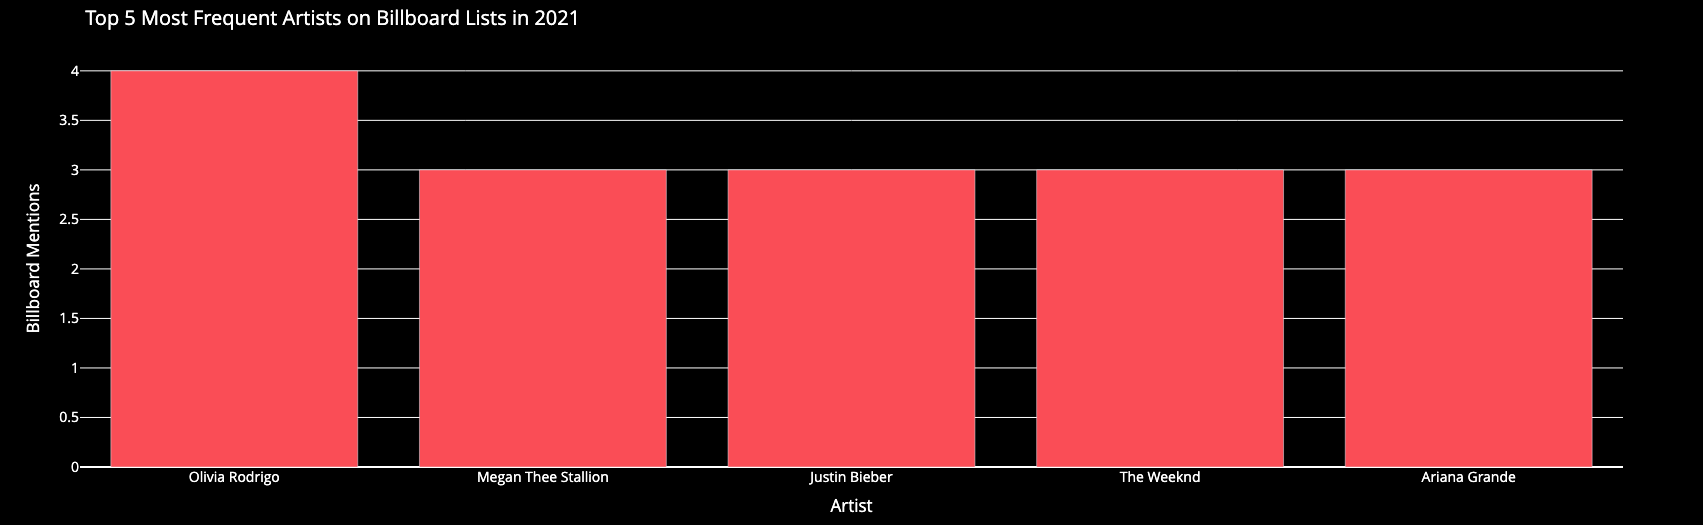 Top 5 Most Frequent Artists on Billboard Lists in 2021
4
3.5
3
2.5
2
1.5
1
0.5
0
Billboard Mentions
Olivia Rodrigo
Megan Thee Stallion
Justin Bieber
The Weeknd
Ariana Grande
Artist